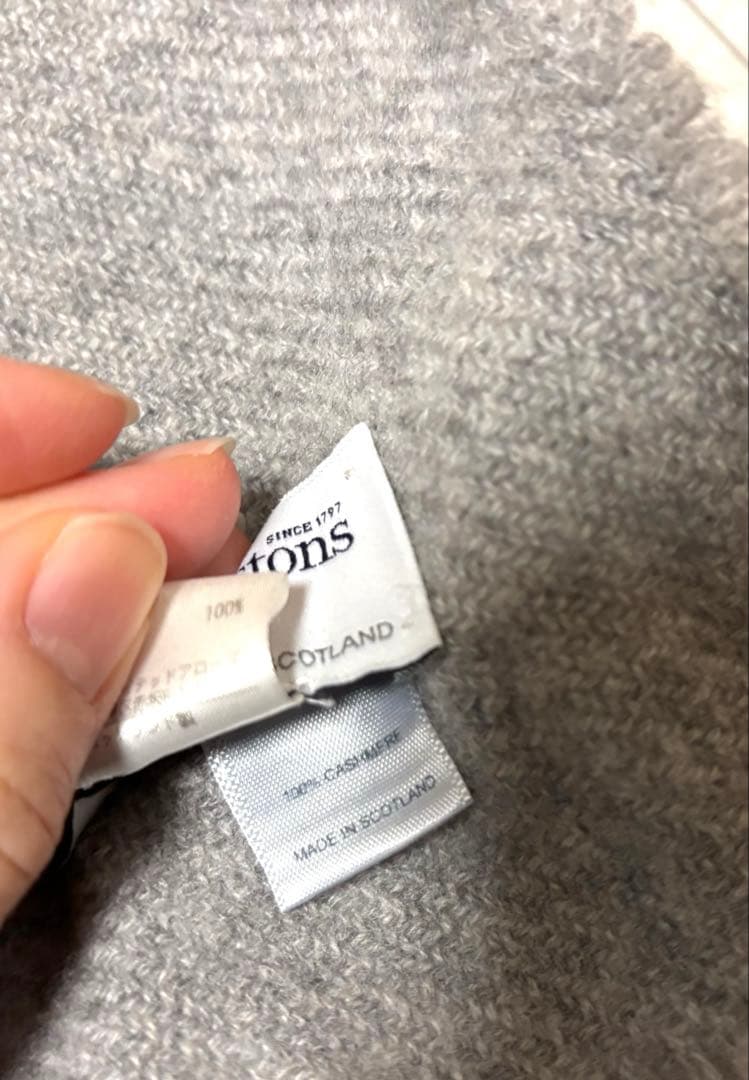 SINCE 1797
tons
SCOTLAND
100%
100% CASHMERE
MADE IN SCOTLAND